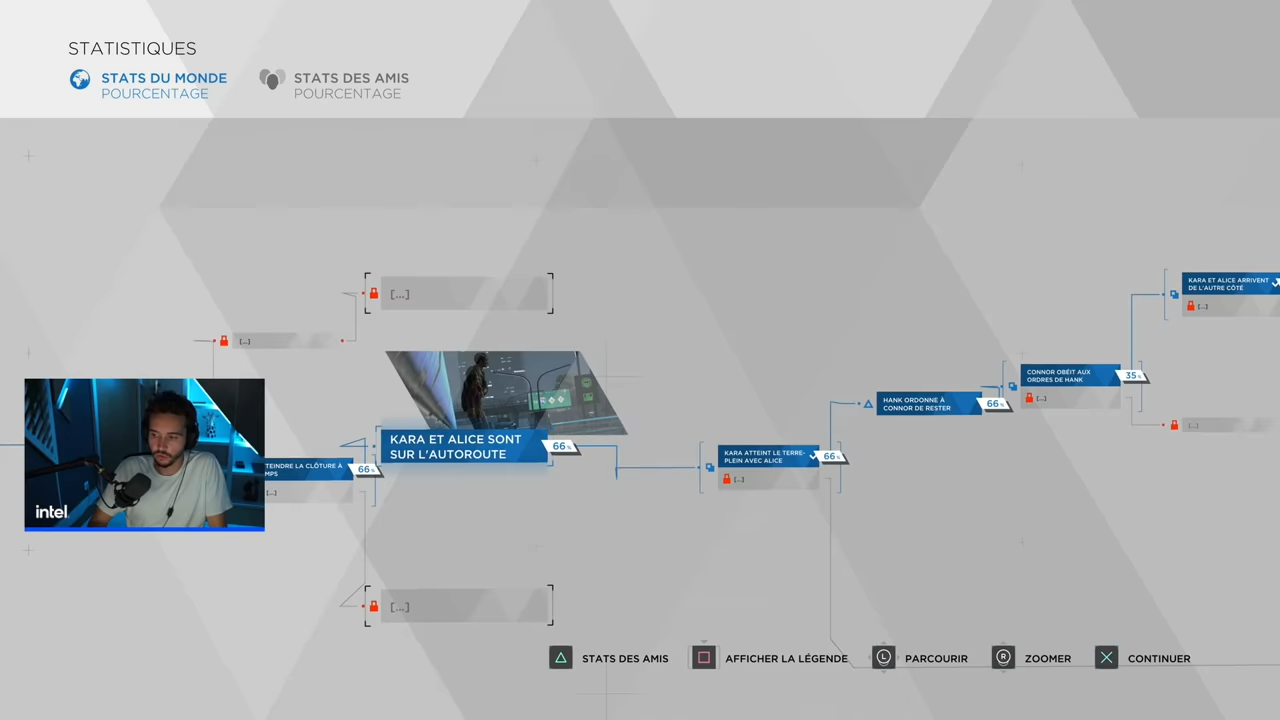 STATISTIQUES
STATS DU MONDE
POURCENTAGE
STATS DES AMIS
POURCENTAGE
[...]
[...]
KARA ET ALICE SONT
SUR L'AUTOROUTE
66%
TEINDRE LA CLÔTURE À
MPS
66%
[...]
[...]
KARA ATTEINT LE TERRE-
PLEIN AVEC ALICE
66%
[...]
HANK ORDONNE À
CONNOR DE RESTER
66%
CONNOR OBÉIT AUX
ORDRES DE HANK
35%
[...]
KARA ET ALICE ARRIVENT
DE L'AUTRE CÔTÉ
[...]
[...]
intel
STATS DES AMIS
AFFICHER LA LÉGENDE
L
PARCOURIR
R
ZOOMER
CONTINUER